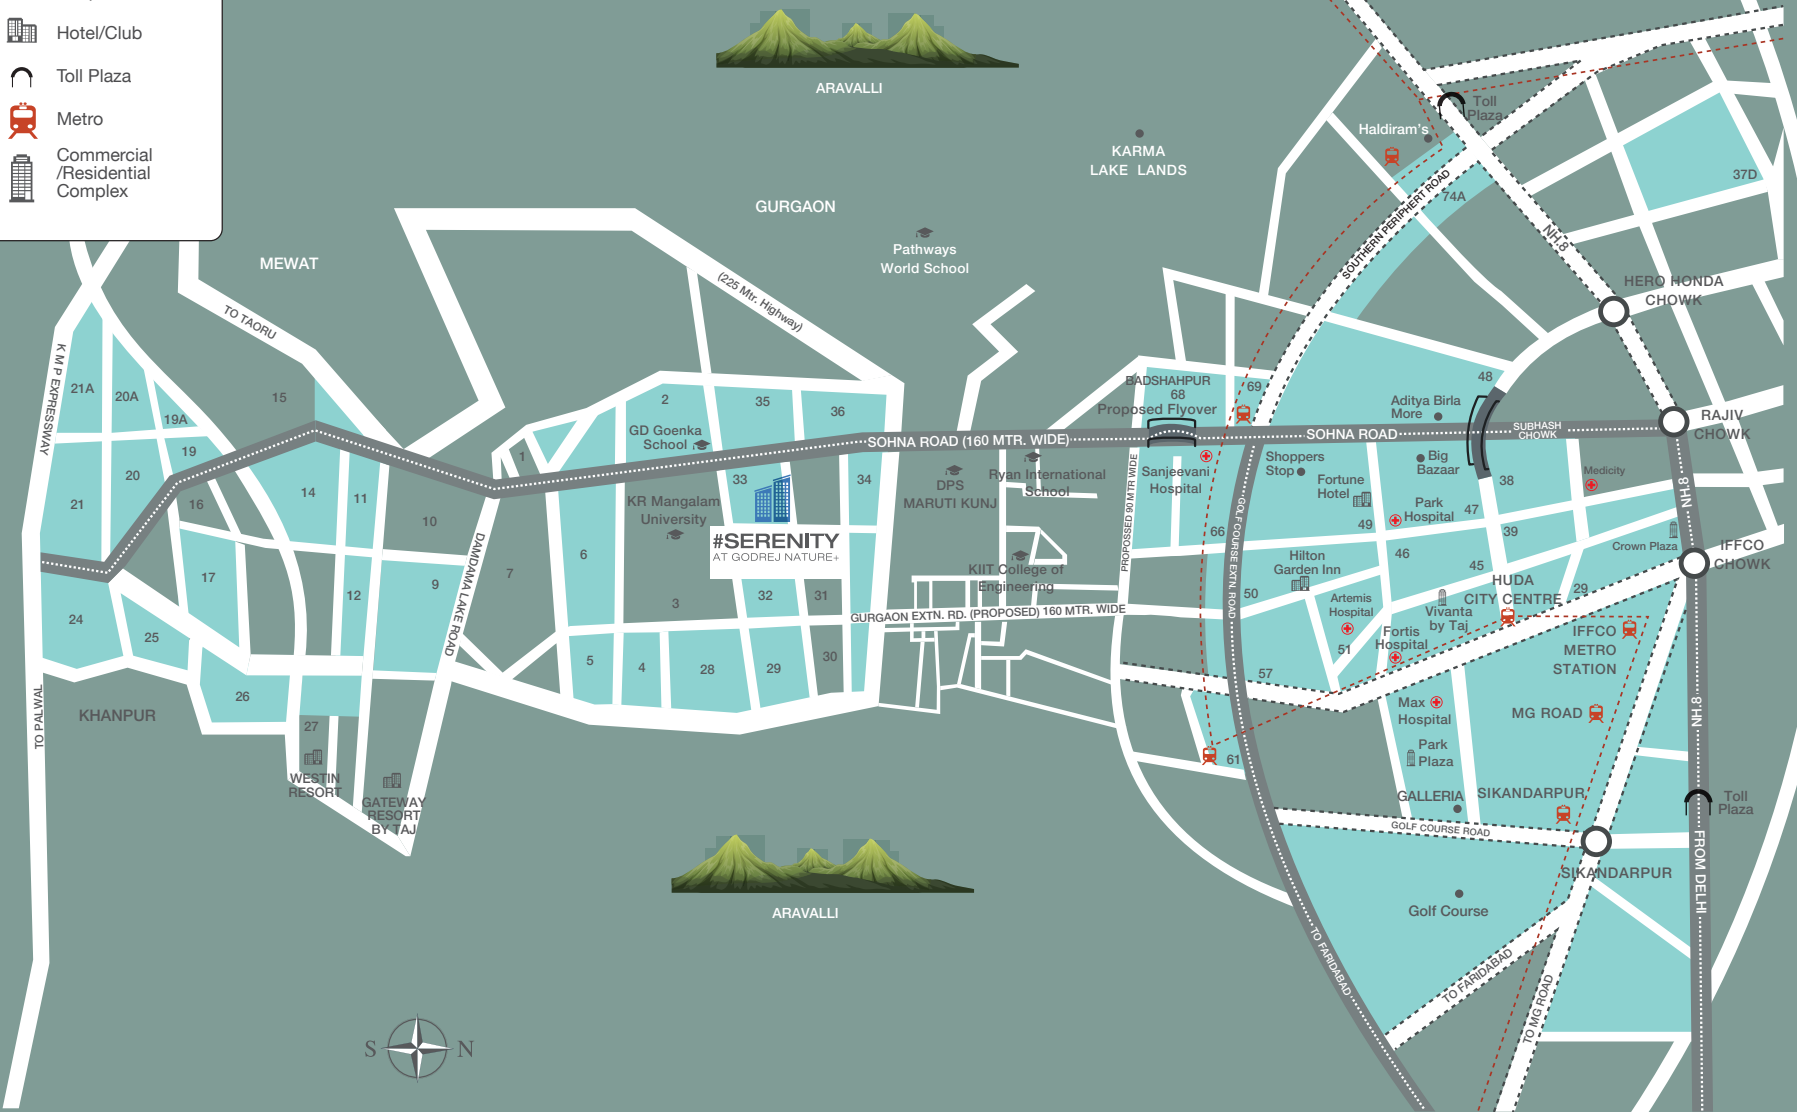 Hotel/Club
Toll Plaza
Metro
Commercial
/Residential
Complex
ARAVALLI
KARMA
LAKE LANDS
GURGAON
Pathways
World School
MEWAT
(225 Mtr. Highway)
TO TAORU
K M P EXPRESSWAY
21A
20A
19A
19
15
20
21
16
14
11
10
17
12
9
24
25
26
27
KHANPUR
TO PALWAL
WESTIN
RESORT
GATEWAY
RESORT
BY TAJ
DAMDAMA LAKE ROAD
1
7
2
35
36
GD Goenka
School
33
34
KR Mangalam
University
#SERENITY
AT GODREJ NATURE+
6
3
32
31
5
4
28
29
30
SOHNA ROAD (160 MTR. WIDE)
DPS
MARUTI KUNJ
Ryan International
School
KIIT College of
Engineering
GURGAON EXTN. RD. (PROPOSED) 160 MTR. WIDE
PROPOSSED 90 MTR WIDE
BADSHAHPUR
68
Proposed Flyover
69
Sanjeevani
Hospital
66
GOLF COURSE EXTN. ROAD
SOHNA ROAD
SUBHASH
CHOWK
Aditya Birla
More
48
Shoppers
Stop
Big
Bazaar
Fortune
Hotel
Park
Hospital
49
47
38
39
Medicity
46
45
Hilton
Garden Inn
50
Artemis
Hospital
51
Fortis
Hospital
Vivanta
by Taj
HUDA
CITY CENTRE
29
Crown Plaza
57
61
IFFCO
METRO
STATION
MG ROAD
Max
Hospital
Park
Plaza
GALLERIA
SIKANDARPUR
GOLF COURSE ROAD
SIKANDARPUR
Golf Course
TO FARIDABAD
TO FARIDABAD
TO MG ROAD
FROM DELHI
Toll
Plaza
NH.8
NH.8
IFFCO
CHOWK
RAJIV
CHOWK
HERO HONDA
CHOWK
NH.8
37D
74A
SOUTHERN PERIPHERT ROAD
Haldiram's
Toll
Plaza
ARAVALLI
S
N